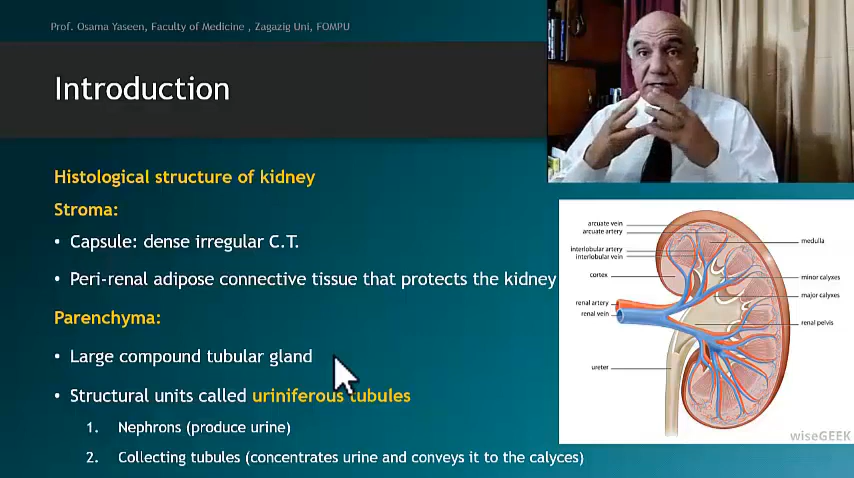 Prof. Osama Yaseen, Faculty of Medicine , Zagazig Uni, FOMPU
Introduction
Histological structure of kidney
Stroma:
• Capsule: dense irregular C.T.
• Peri-renal adipose connective tissue that protects the kidney
Parenchyma:
• Large compound tubular gland
• Structural units called uriniferous tubules
1. Nephrons (produce urine)
2. Collecting tubules (concentrates urine and conveys it to the calyces)
arcuate vein
arcuate artery
interlobular artery
interlobular vein
cortex
renal artery
renal vein
ureter
medulla
minor calyxes
major calyxes
renal pelvis
wiseGEEK